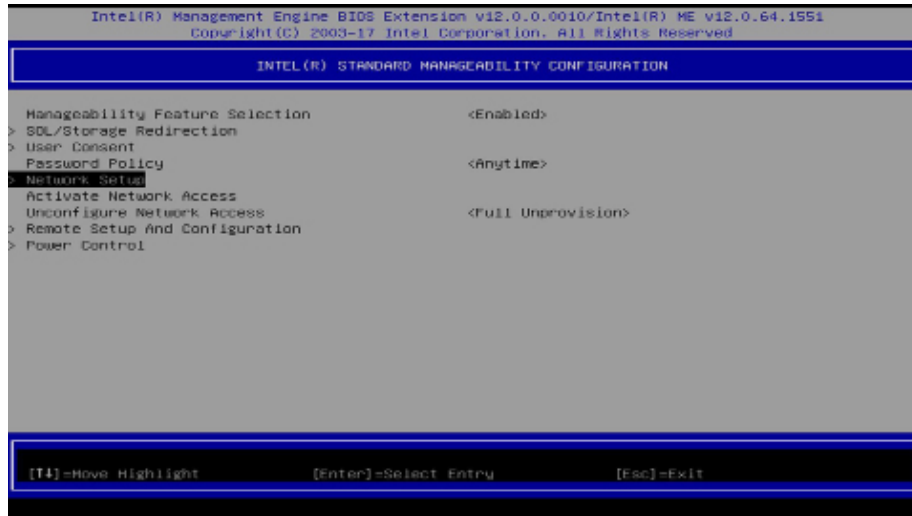 Intel(R) Management Engine BIOS Extension v12.0.0.0010/Intel(R) ME v12.0.64.1551
Copyright(C) 2003-17 Intel Corporation. All Rights Reserved
INTEL(R) STANDARD MANAGEABILITY CONFIGURATION
Manageability Feature Selection <Enabled>
> SOL/Storage Redirection
> User Consent
Password Policy <Anytime>
> Network Setup
Activate Network Access
Unconfigure Network Access <Full Unprovision>
> Remote Setup And Configuration
> Power Control
[↑↓]=Move Highlight [Enter]=Select Entry [Esc]=Exit